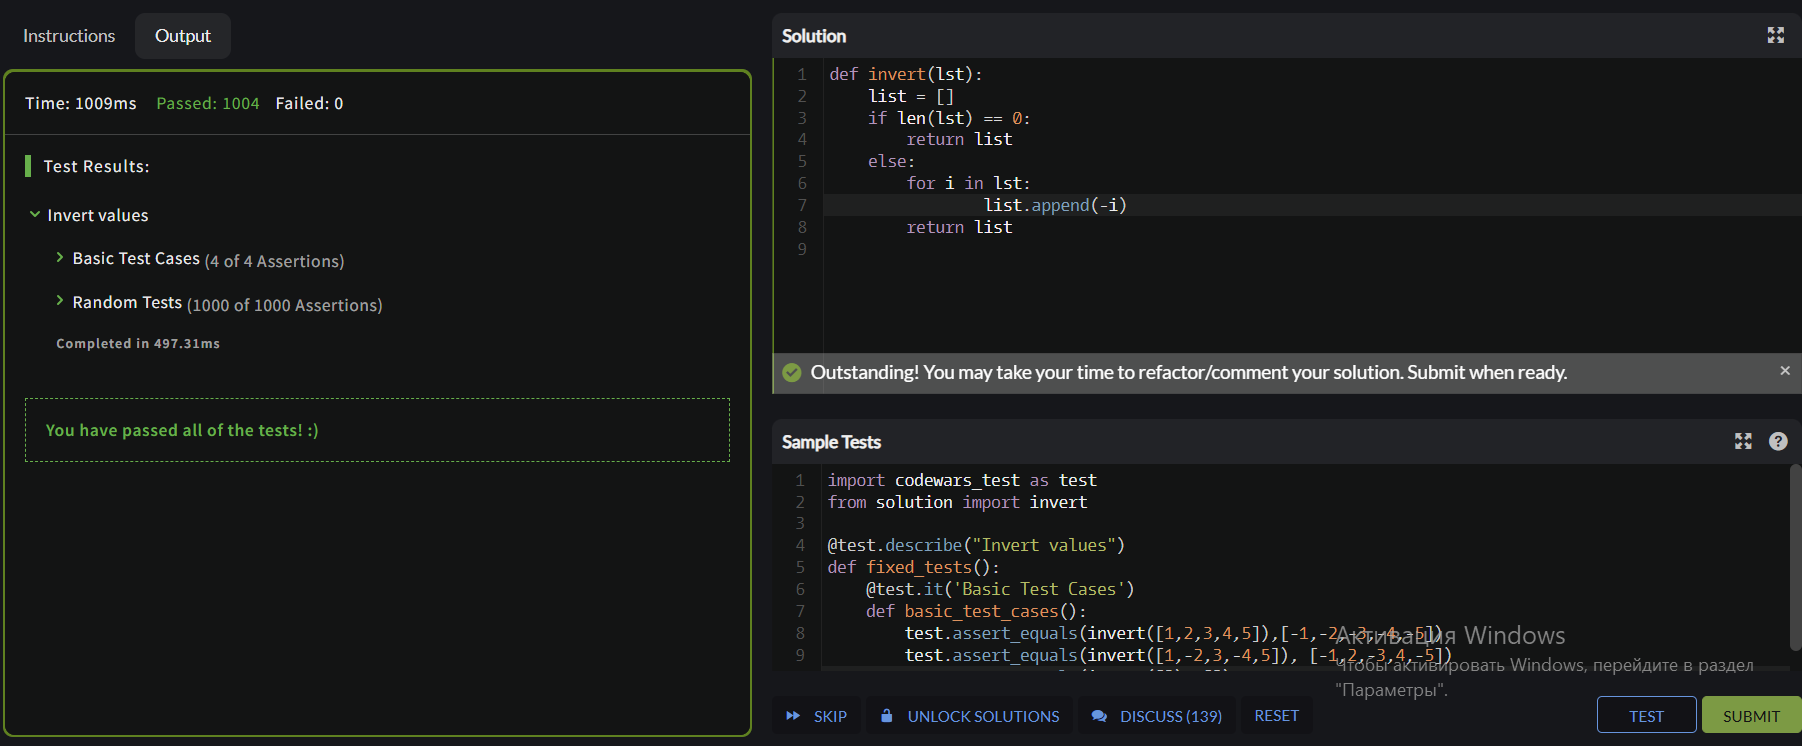 Instructions
Output
Time: 1009ms Passed: 1004 Failed: 0
Test Results:
Invert values
Basic Test Cases (4 of 4 Assertions)
Random Tests (1000 of 1000 Assertions)
Completed in 497.31ms
You have passed all of the tests! :)
Solution
1 def invert(lst):
2     list = []
3     if len(lst) == 0:
4         return list
5     else:
6         for i in lst:
7                 list.append(-i)
8         return list
9
Outstanding! You may take your time to refactor/comment your solution. Submit when ready.
Sample Tests
1 import codewars_test as test
2 from solution import invert
3
4 @test.describe("Invert values")
5 def fixed_tests():
6     @test.it('Basic Test Cases')
7     def basic_test_cases():
8         test.assert_equals(invert([1,2,3,4,5]),[-1,-2,-3,-4,-5])
9         test.assert_equals(invert([1,-2,3,-4,5]), [-1,2,-3,4,-5])
Активация Windows
Чтобы активировать Windows, перейдите в раздел
"Параметры".
SKIP
UNLOCK SOLUTIONS
DISCUSS (139)
RESET
TEST
SUBMIT